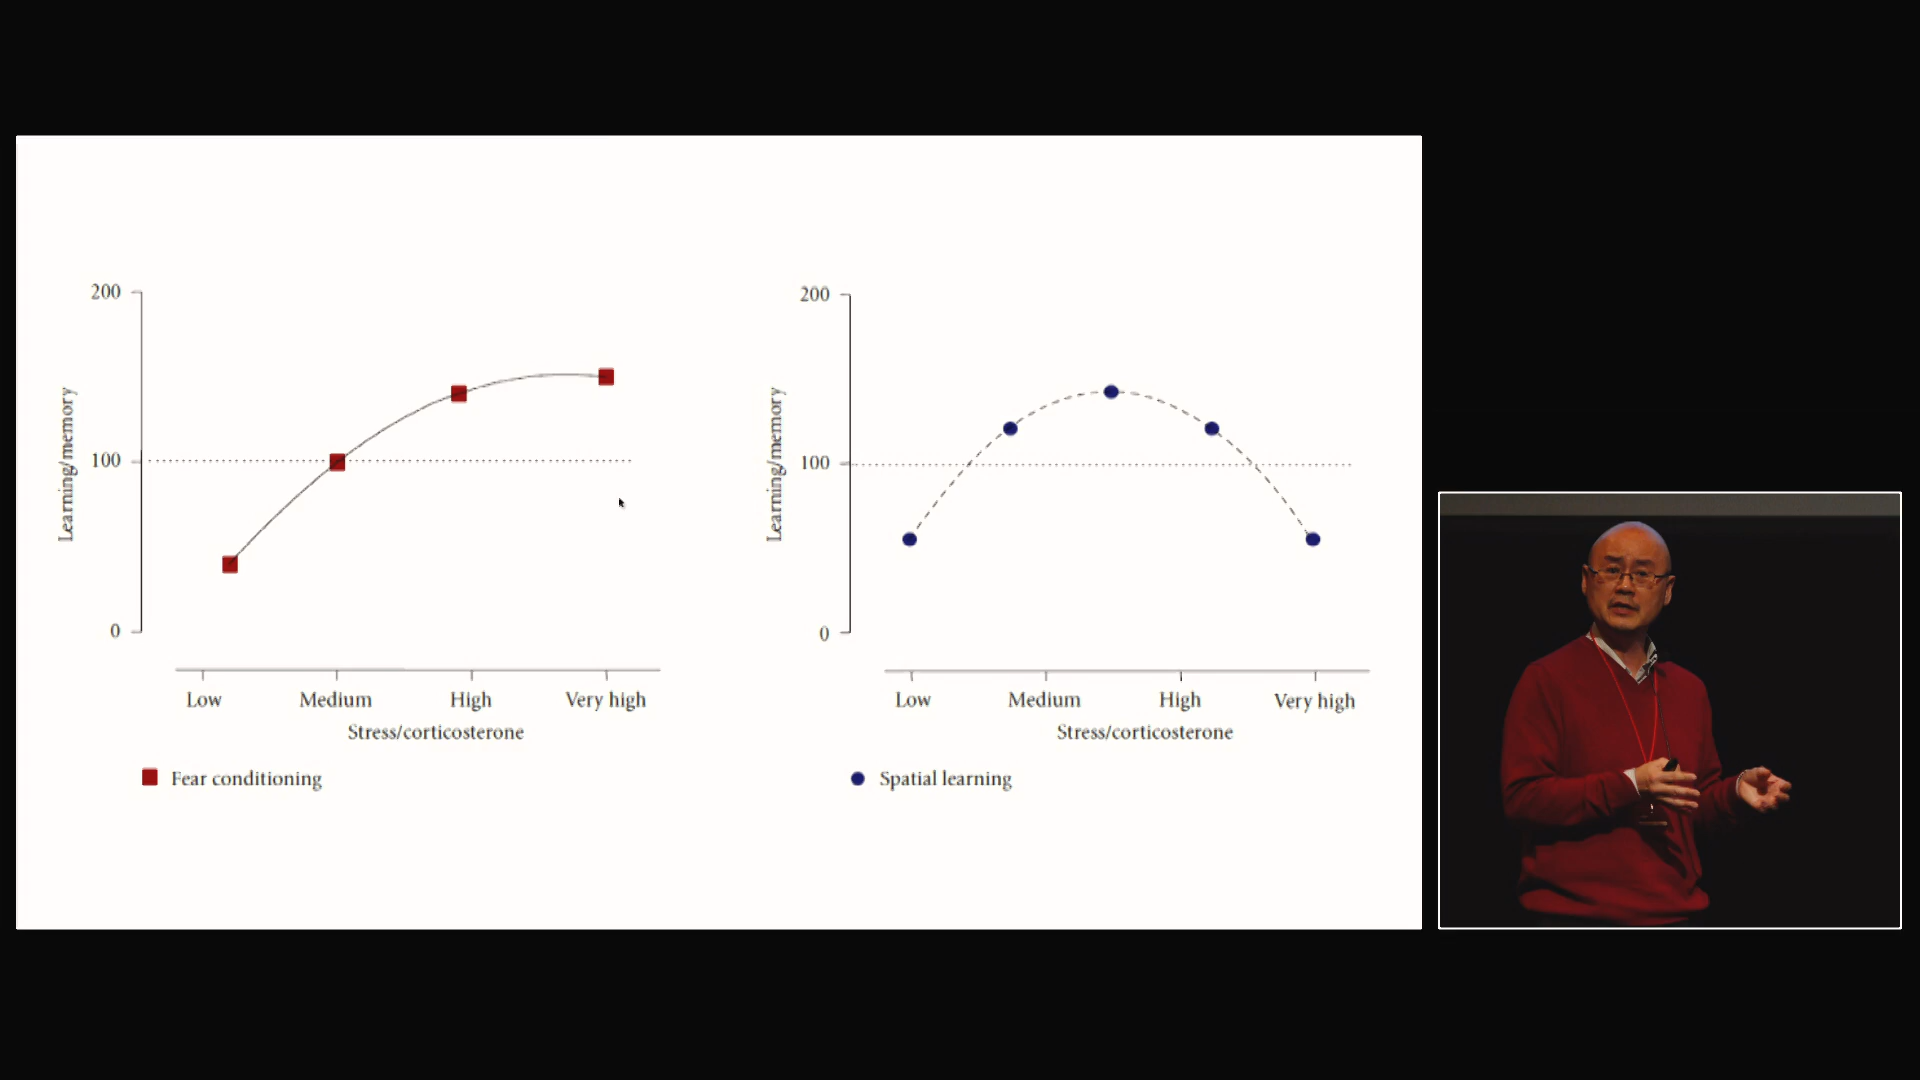 200
100
0
Learning/memory
Low Medium High Very high
Stress/corticosterone
Fear conditioning
200
100
0
Learning/memory
Low Medium High Very high
Stress/corticosterone
Spatial learning